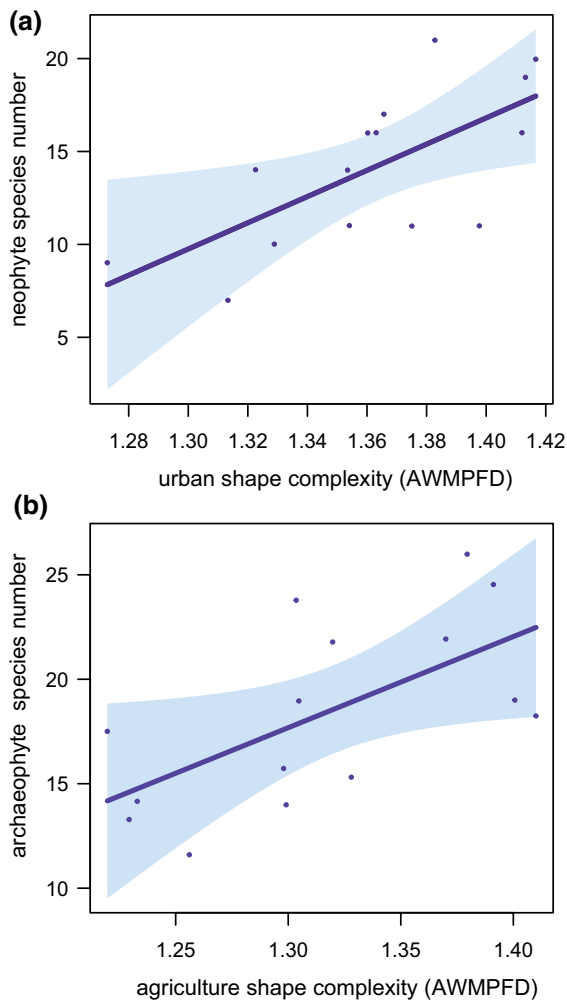 (a)
neophyte species number
20
15
10
5
1.28 1.30 1.32 1.34 1.36 1.38 1.40 1.42
urban shape complexity (AWMPFD)
(b)
archaeophyte species number
25
20
15
10
1.25 1.30 1.35 1.40
agriculture shape complexity (AWMPFD)